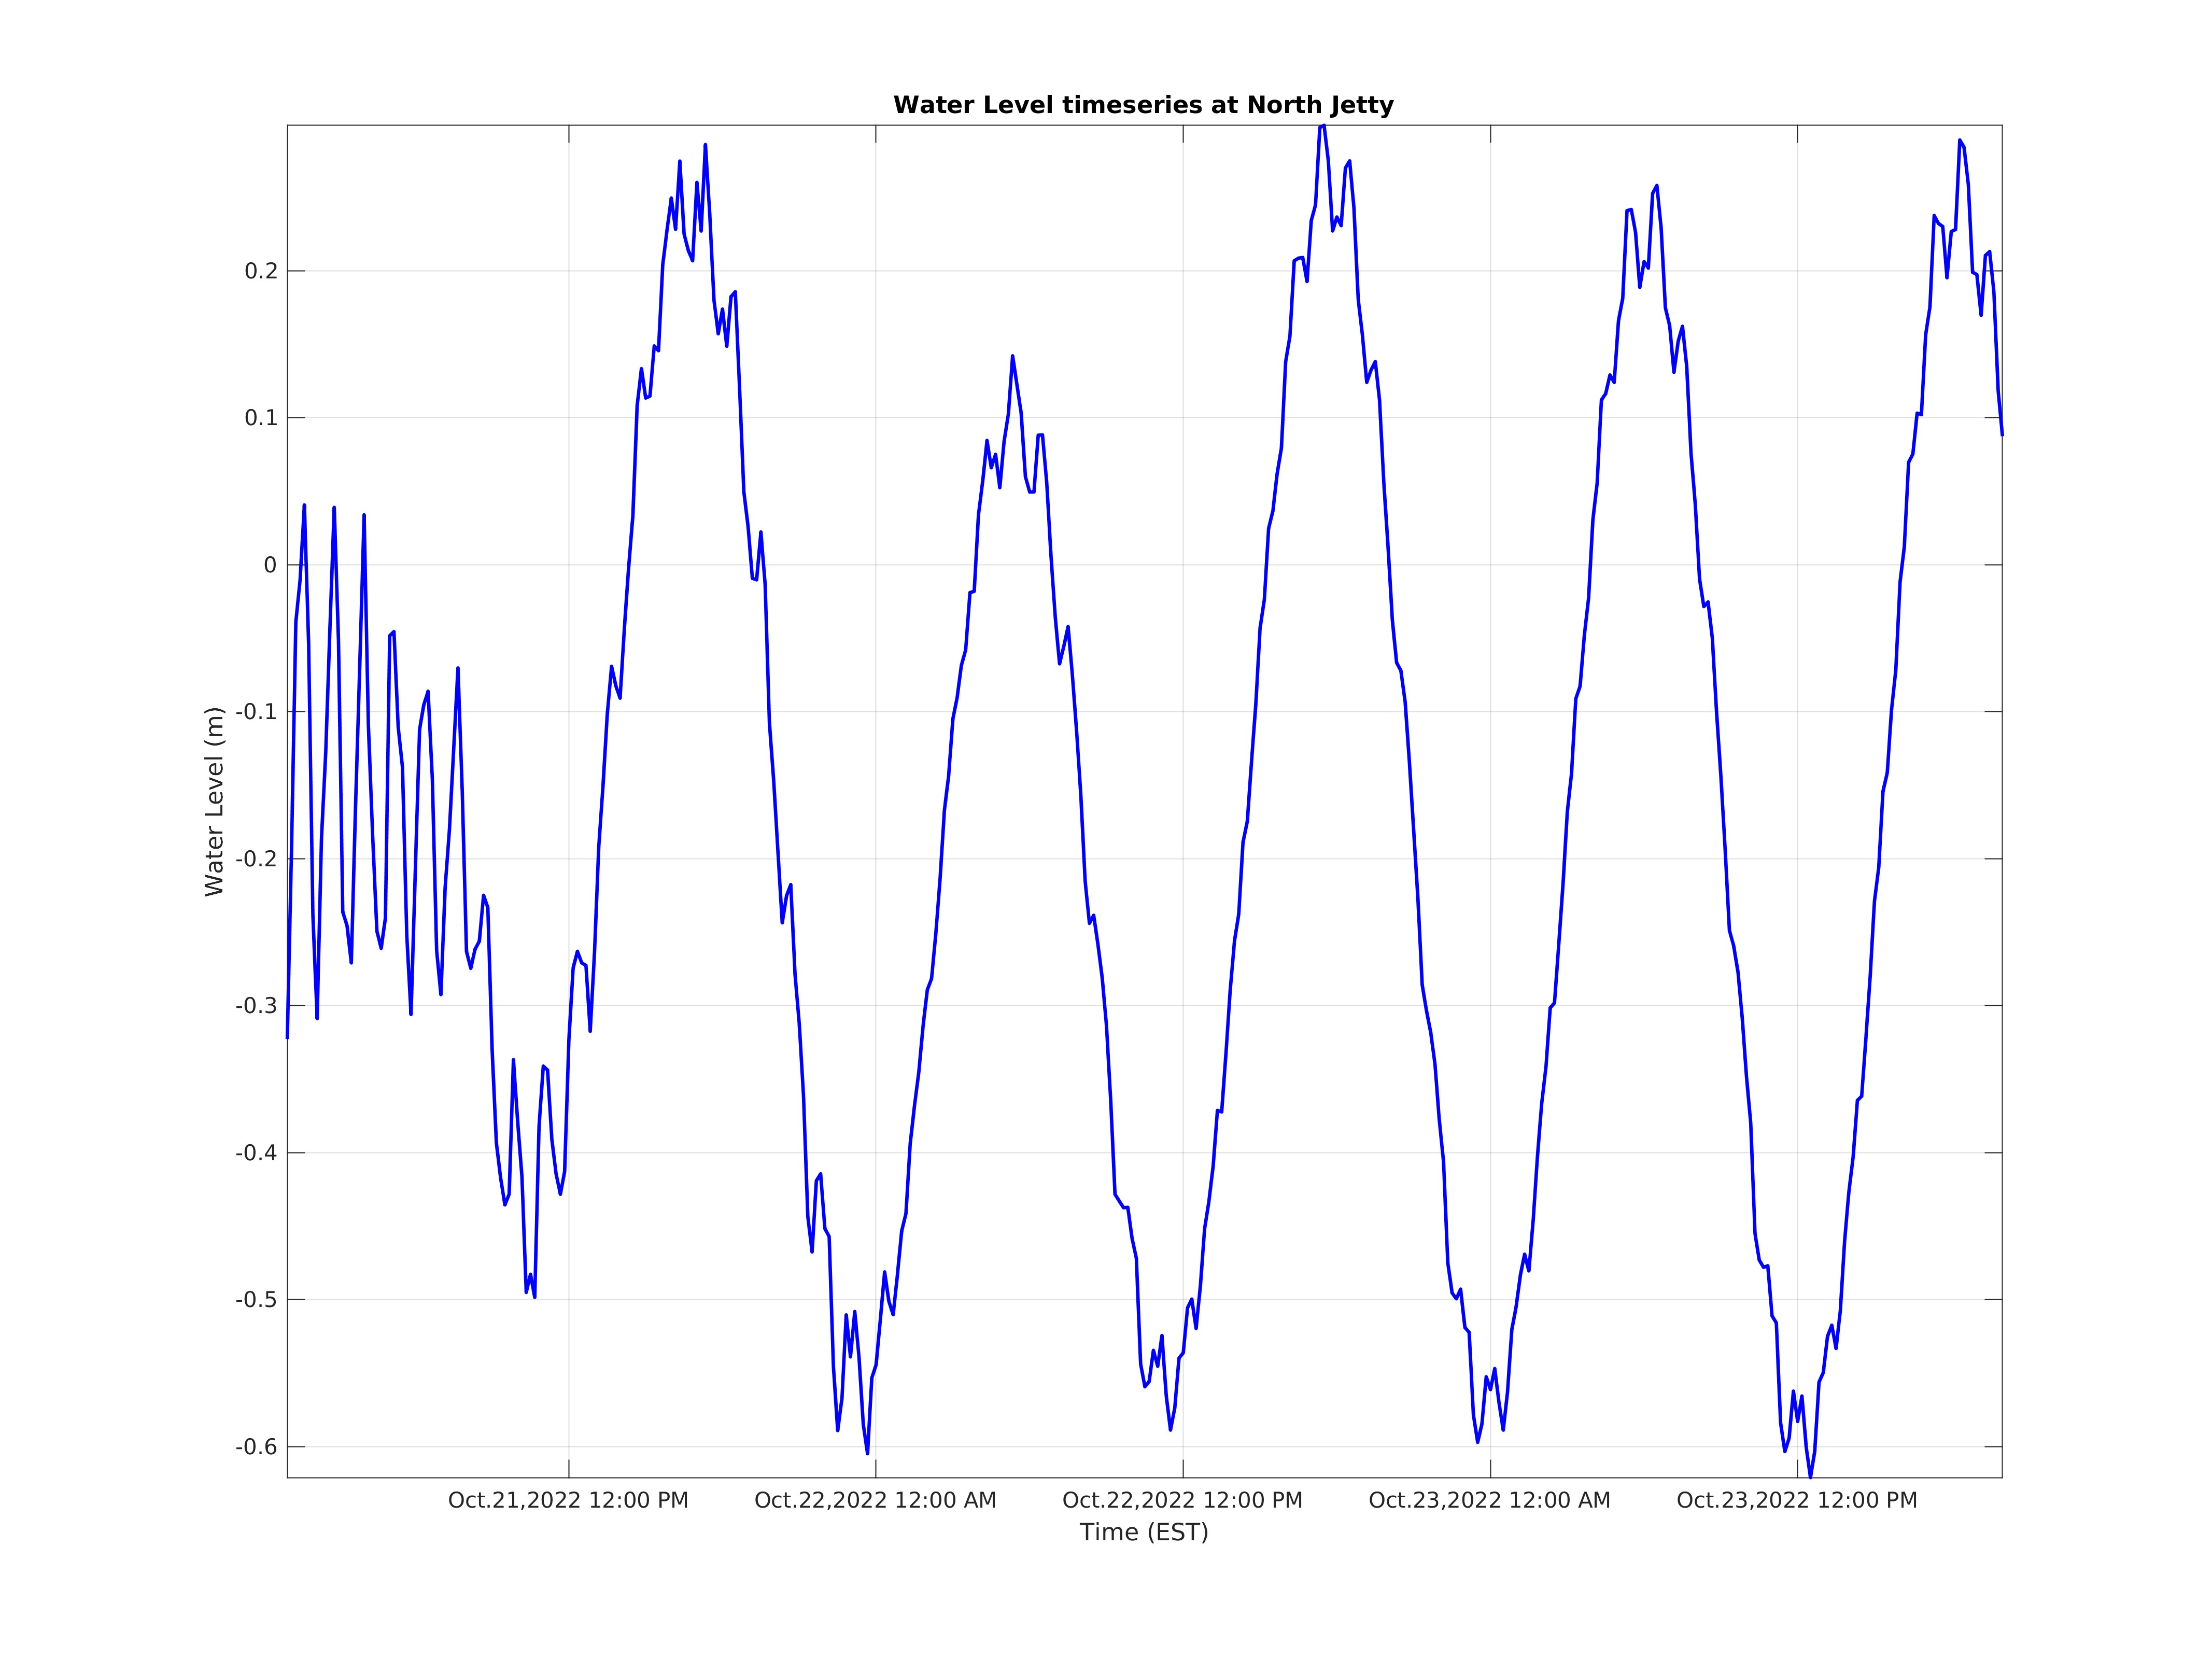 Water Level timeseries at North Jetty
Water Level (m)
0.2
0.1
0
-0.1
-0.2
-0.3
-0.4
-0.5
-0.6
Oct.21,2022 12:00 PM
Oct.22,2022 12:00 AM
Oct.22,2022 12:00 PM
Oct.23,2022 12:00 AM
Oct.23,2022 12:00 PM
Time (EST)